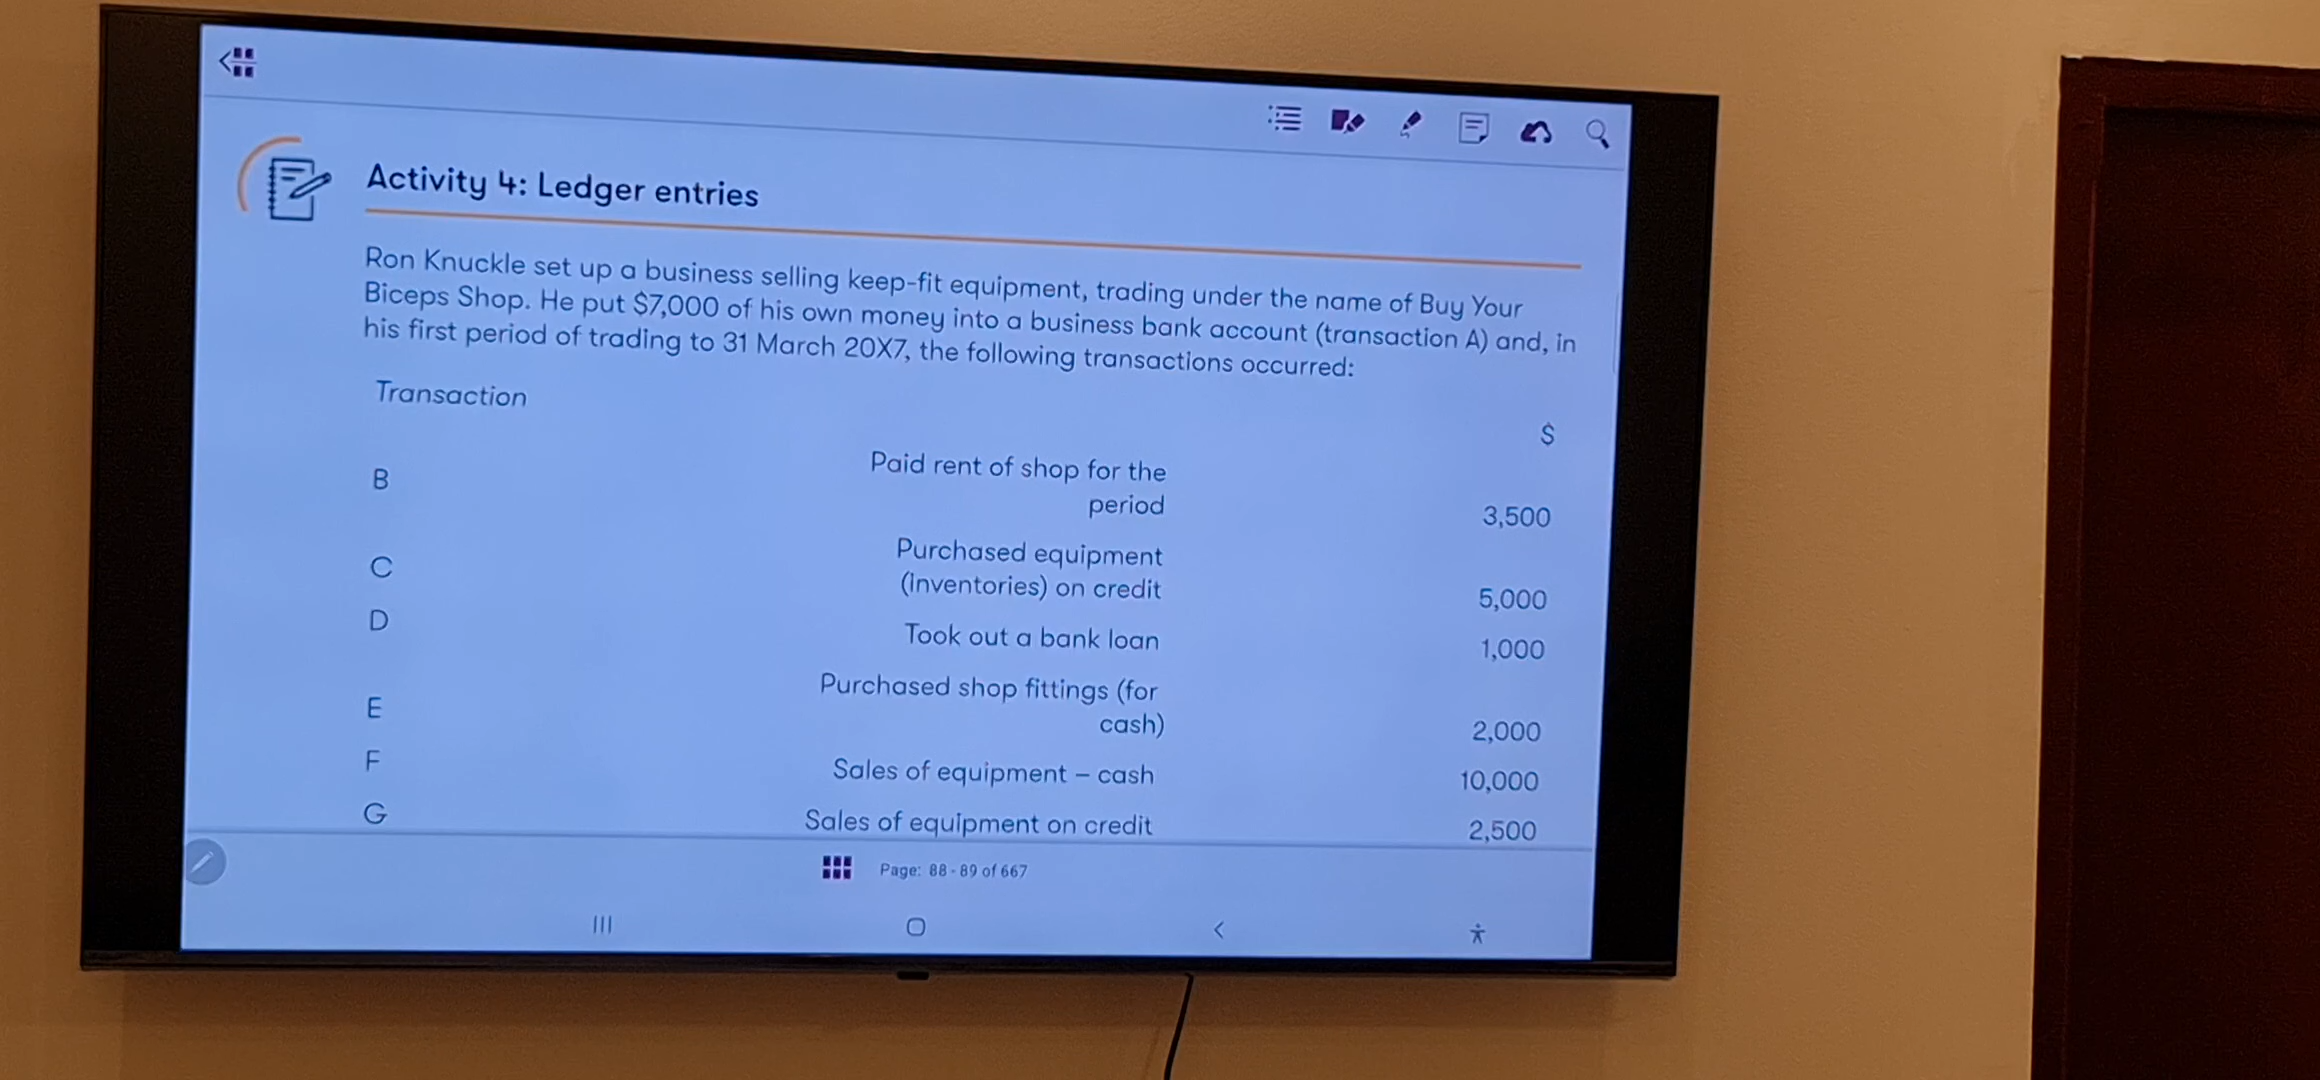 Activity 4: Ledger entries
Ron Knuckle set up a business selling keep-fit equipment, trading under the name of Buy Your
Biceps Shop. He put $7,000 of his own money into a business bank account (transaction A) and, in
his first period of trading to 31 March 20X7, the following transactions occurred:
Transaction
$
B Paid rent of shop for the
period 3,500
C Purchased equipment
(inventories) on credit 5,000
D Took out a bank loan 1,000
E Purchased shop fittings (for
cash) 2,000
F Sales of equipment – cash 10,000
G Sales of equipment on credit 2,500
Page: 88 - 89 of 667